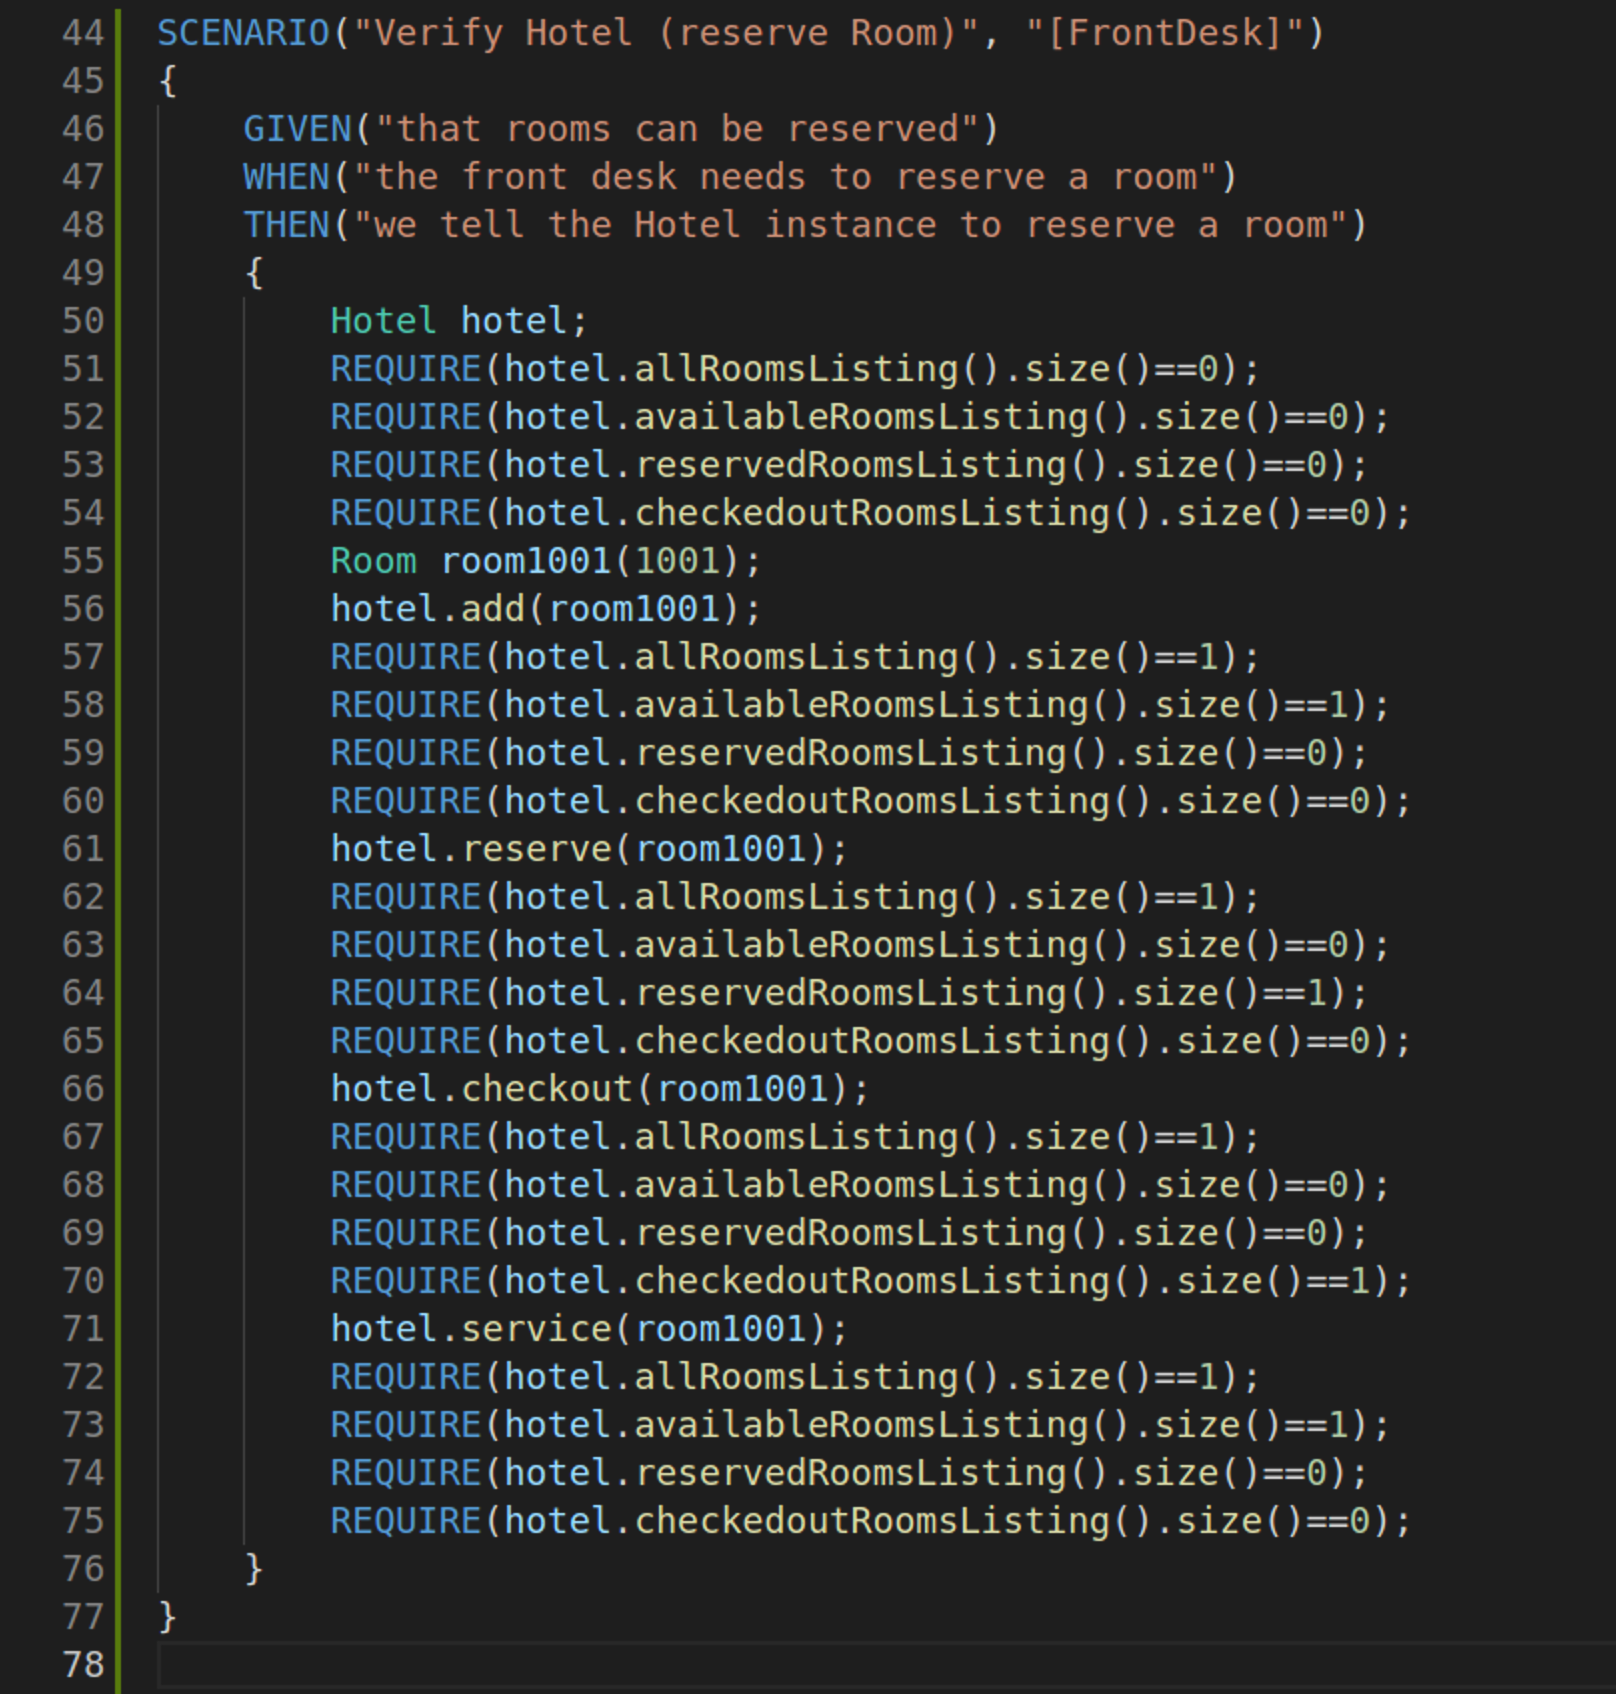 44 SCENARIO("Verify Hotel (reserve Room)", "[FrontDesk]")
45 {
46     GIVEN("that rooms can be reserved")
47     WHEN("the front desk needs to reserve a room")
48     THEN("we tell the Hotel instance to reserve a room")
49     {
50         Hotel hotel;
51         REQUIRE(hotel.allRoomsListing().size()==0);
52         REQUIRE(hotel.availableRoomsListing().size()==0);
53         REQUIRE(hotel.reservedRoomsListing().size()==0);
54         REQUIRE(hotel.checkedoutRoomsListing().size()==0);
55         Room room1001(1001);
56         hotel.add(room1001);
57         REQUIRE(hotel.allRoomsListing().size()==1);
58         REQUIRE(hotel.availableRoomsListing().size()==1);
59         REQUIRE(hotel.reservedRoomsListing().size()==0);
60         REQUIRE(hotel.checkedoutRoomsListing().size()==0);
61         hotel.reserve(room1001);
62         REQUIRE(hotel.allRoomsListing().size()==1);
63         REQUIRE(hotel.availableRoomsListing().size()==0);
64         REQUIRE(hotel.reservedRoomsListing().size()==1);
65         REQUIRE(hotel.checkedoutRoomsListing().size()==0);
66         hotel.checkout(room1001);
67         REQUIRE(hotel.allRoomsListing().size()==1);
68         REQUIRE(hotel.availableRoomsListing().size()==0);
69         REQUIRE(hotel.reservedRoomsListing().size()==0);
70         REQUIRE(hotel.checkedoutRoomsListing().size()==1);
71         hotel.service(room1001);
72         REQUIRE(hotel.allRoomsListing().size()==1);
73         REQUIRE(hotel.availableRoomsListing().size()==1);
74         REQUIRE(hotel.reservedRoomsListing().size()==0);
75         REQUIRE(hotel.checkedoutRoomsListing().size()==0);
76     }
77 }
78